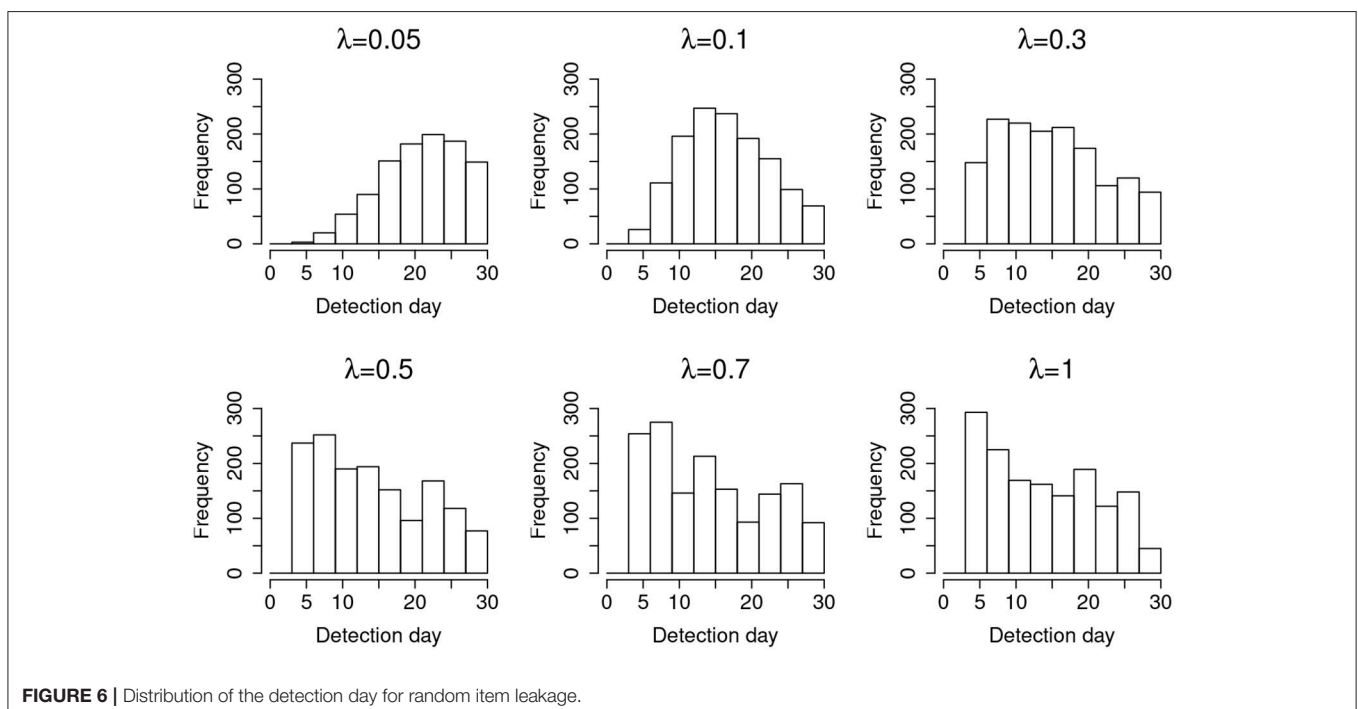 λ=0.05
Frequency
0 100 200 300
0 5 10 20 30
Detection day
λ=0.1
Frequency
0 100 200 300
0 5 10 20 30
Detection day
λ=0.3
Frequency
0 100 200 300
0 5 10 20 30
Detection day
λ=0.5
Frequency
0 100 200 300
0 5 10 20 30
Detection day
λ=0.7
Frequency
0 100 200 300
0 5 10 20 30
Detection day
λ=1
Frequency
0 100 200 300
0 5 10 20 30
Detection day
FIGURE 6 | Distribution of the detection day for random item leakage.